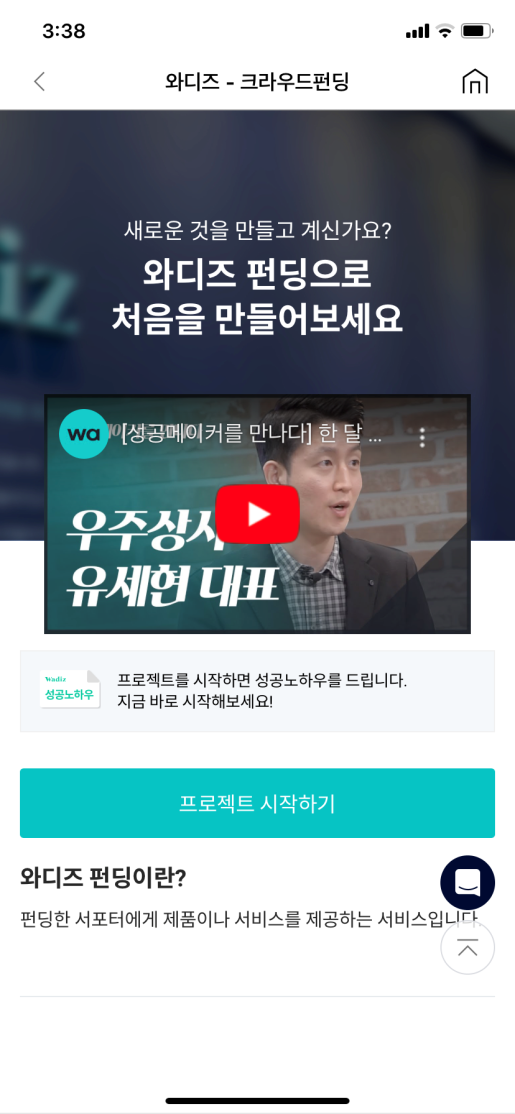 3:38
와디즈 - 크라우드펀딩
새로운 것을 만들고 계신가요?
와디즈 펀딩으로
처음을 만들어보세요
wa
[성공메이커를 만나다] 한 달 ...
우주상사
유세현 대표
Wadiz
성공노하우
프로젝트를 시작하면 성공노하우를 드립니다.
지금 바로 시작해보세요!
프로젝트 시작하기
와디즈 펀딩이란?
펀딩한 서포터에게 제품이나 서비스를 제공하는 서비스입니다.